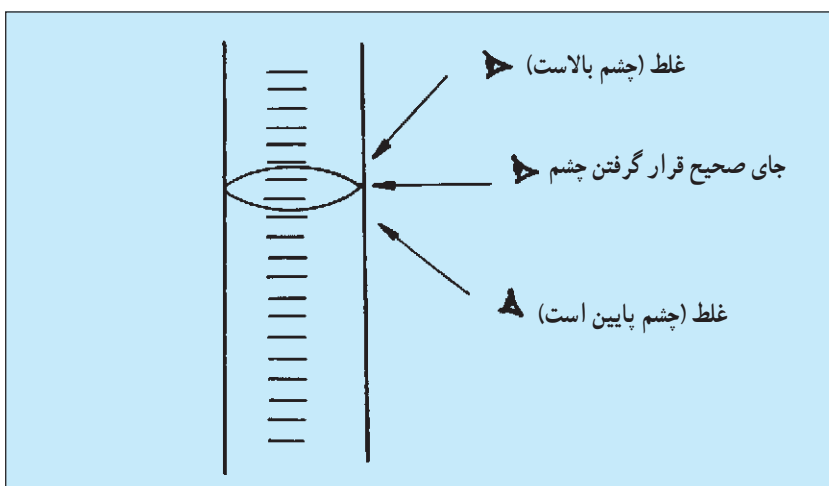 غلط (چشم بالاست)
جای صحیح قرار گرفتن چشم
غلط (چشم پایین است)